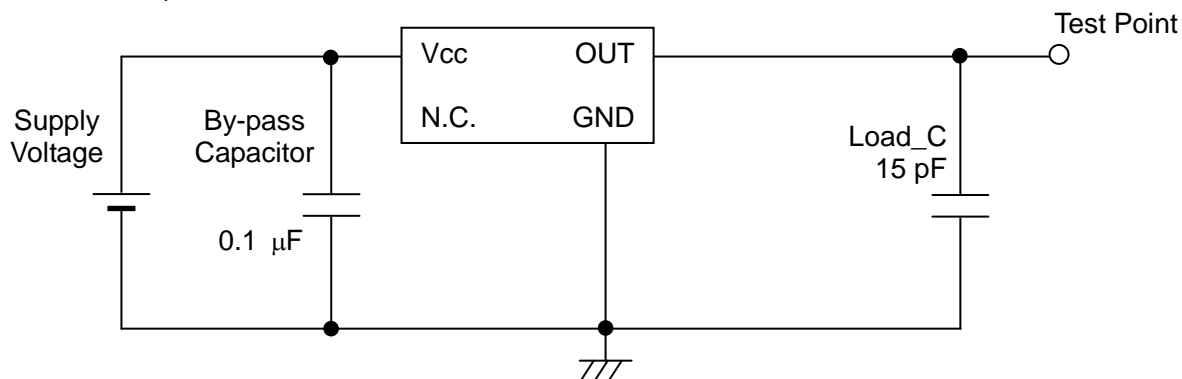 Test Point
Vcc OUT
N.C. GND
Supply
Voltage
By-pass
Capacitor
0.1 μF
Load_C
15 pF